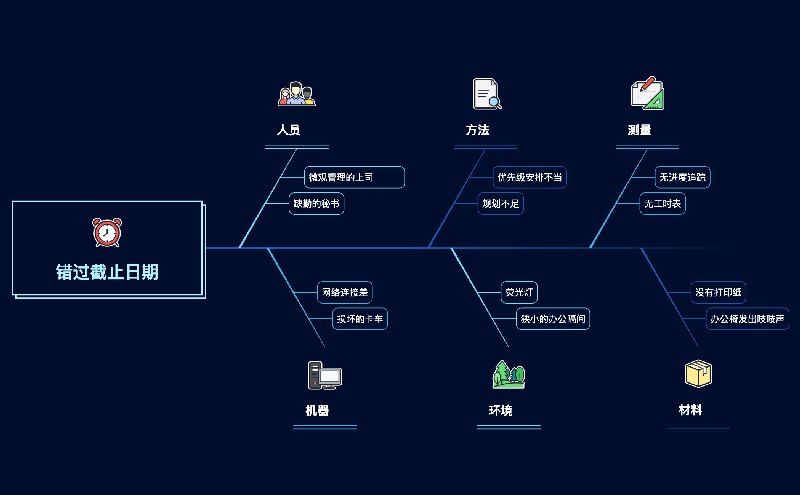 人员
方法
测量
微观管理的上司
缺勤的秘书
优先级安排不当
规划不足
无进度追踪
无工时表
错过截止日期
网络连接差
损坏的卡车
荧光灯
狭小的办公隔间
没有打印纸
办公椅发出吱吱声
机器
环境
材料